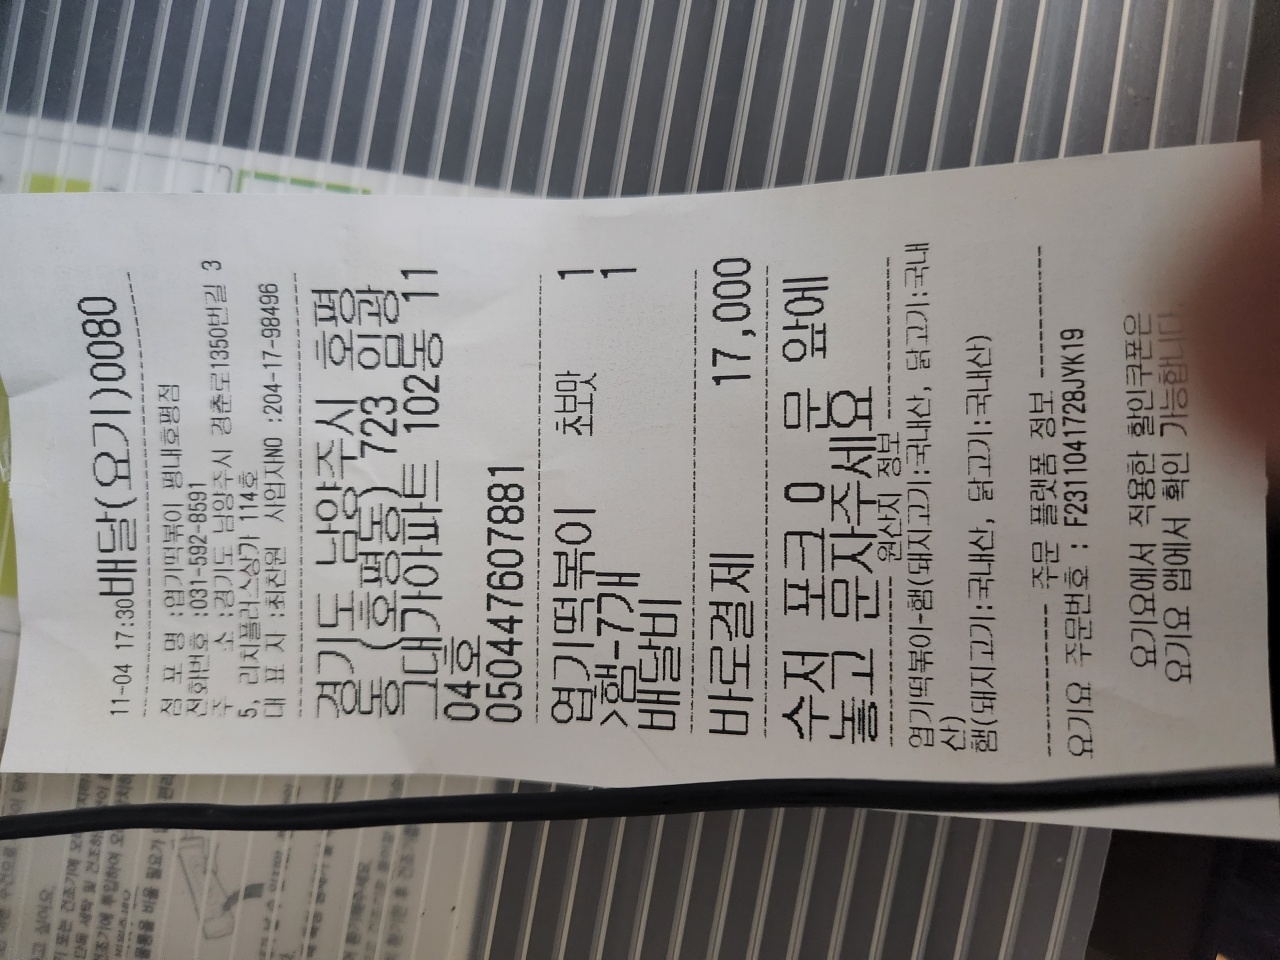 11-04 17:30 배달(요기)0080
점 포 명 :엽기떡볶이 평내호평점
전화번호 :031-592-8591
주 소 :경기도 남양주시 경춘로1350번길 3
5, 리치플러스상가 114호
대 표 자 :최찬원 사업자NO :204-17-98496
경기도 남양주시 호평
동 (호평동) 723 임광
그대가아파트 102동 11
04호
050447607881
엽기떡볶이 초보맛 1
>햄-7개 1
배달비
바로결제 17,000
수저 포크 0 문 앞에
놓고 문자주세요
원산지 정보
엽기떡볶이-햄(돼지고기:국내산, 닭고기:국내
산)
햄(돼지고기:국내산, 닭고기:국내산)
주문 플랫폼 정보
요기요 주문번호 : F2311041728JYK19
요기요에서 적용한 할인쿠폰은
요기요 앱에서 확인 가능합니다